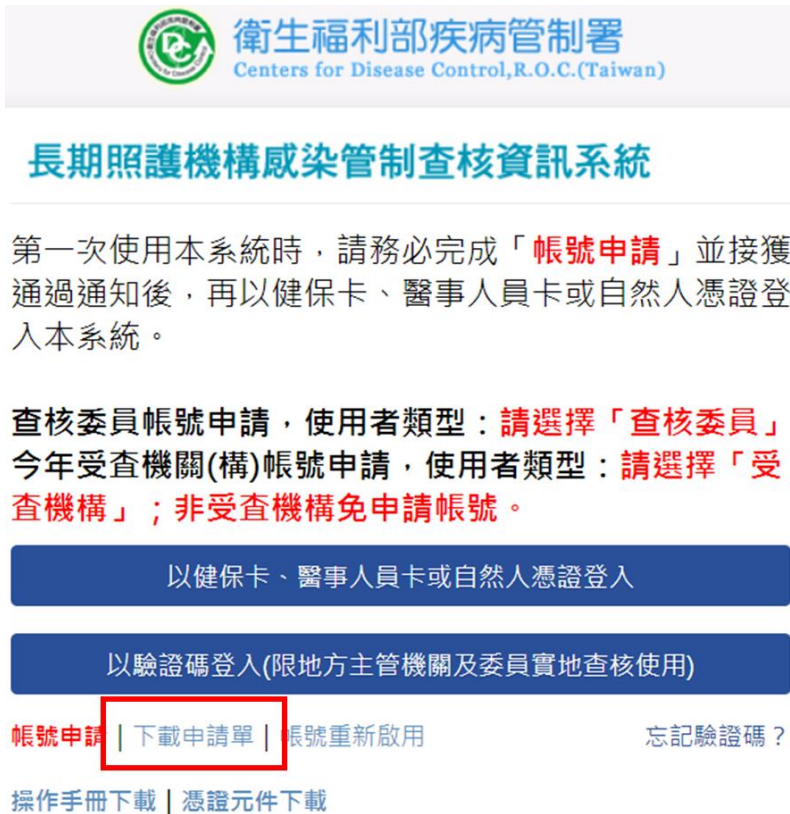 衛生福利部疾病管制署
Centers for Disease Control,R.O.C.(Taiwan)
長期照護機構感染管制查核資訊系統
第一次使用本系統時，請務必完成「帳號申請」並接獲
通過通知後，再以健保卡、醫事人員卡或自然人憑證登
入本系統。
查核委員帳號申請，使用者類型：請選擇「查核委員」
今年受查機關(構)帳號申請，使用者類型：請選擇「受
查機構」；非受查機構免申請帳號。
以健保卡、醫事人員卡或自然人憑證登入
以驗證碼登入(限地方主管機關及委員實地查核使用)
帳號申請 | 下載申請單 | 帳號重新啟用 忘記驗證碼？
操作手冊下載 | 憑證元件下載